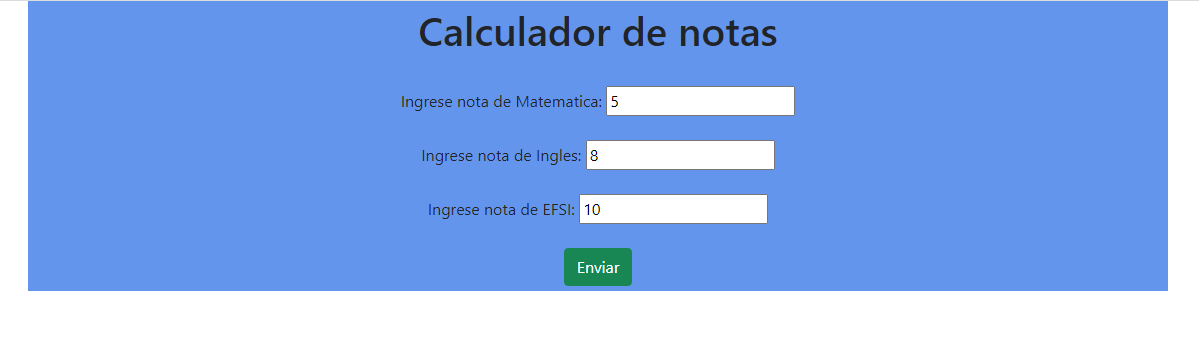 Calculador de notas
Ingrese nota de Matematica: 5
Ingrese nota de Ingles: 8
Ingrese nota de EFSI: 10
Enviar